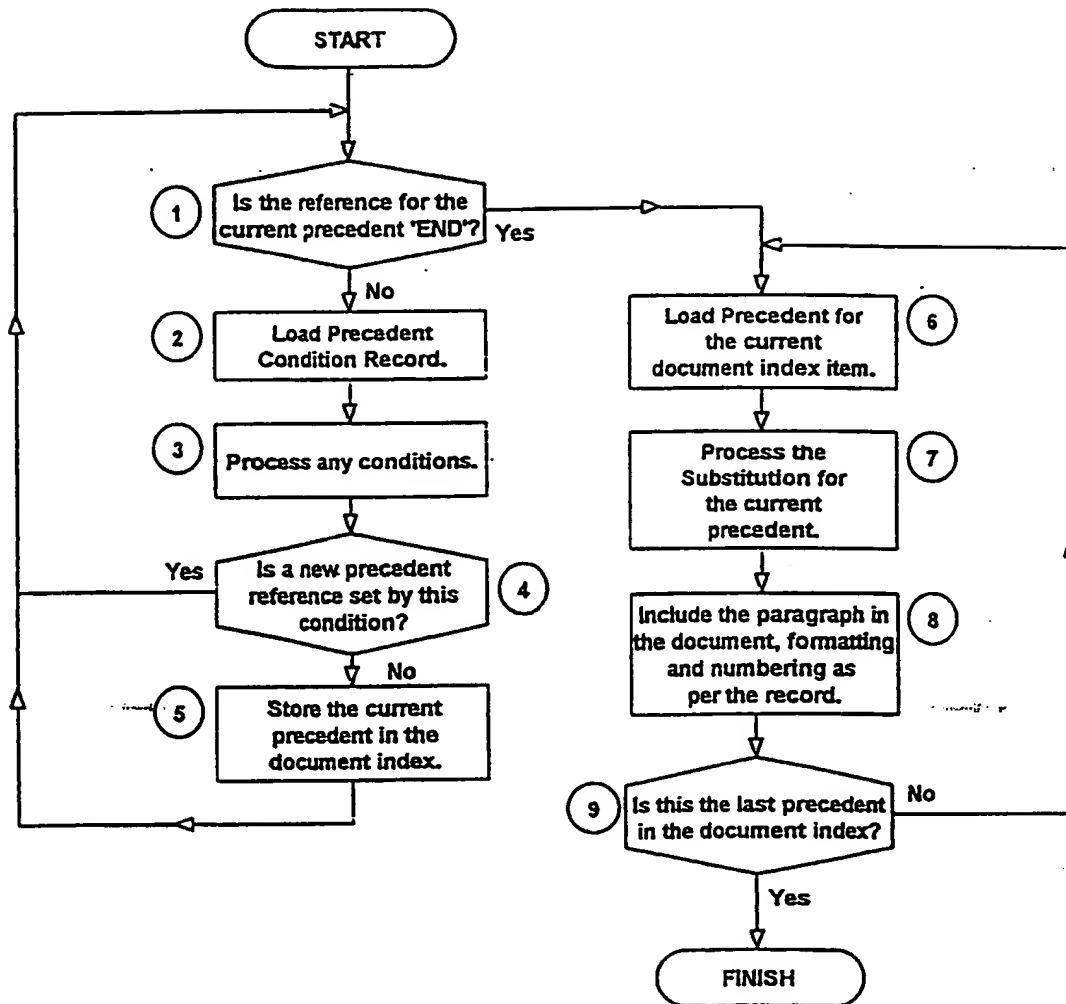 START
1
Is the reference for the
current precedent 'END'?
Yes
No
2
Load Precedent
Condition Record.
3
Process any conditions.
Yes
Is a new precedent
reference set by this
condition?
4
No
5
Store the current
precedent in the
document index.
Load Precedent for
the current
document index item.
6
Process the
Substitution for
the current
precedent.
7
Include the paragraph in
the document, formatting
and numbering as
per the record.
8
9
Is this the last precedent
in the document index?
No
Yes
FINISH